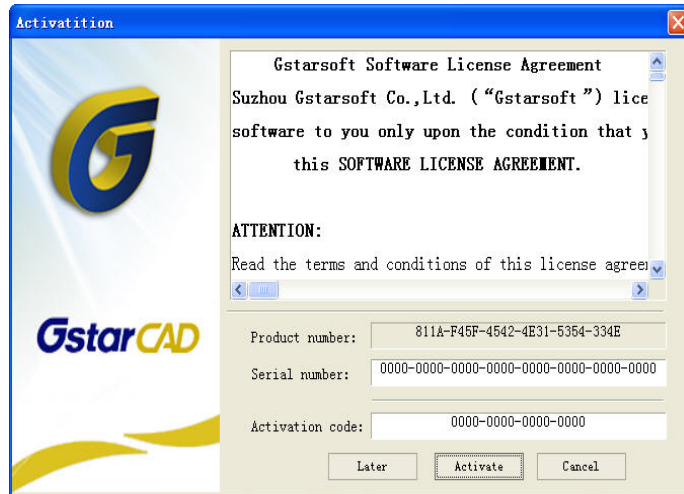 Activatition
Gstarsoft Software License Agreement
Suzhou Gstarsoft Co.,Ltd. (“Gstarsoft”) lice
software to you only upon the condition that y
this SOFTWARE LICENSE AGREEMENT.
ATTENTION:
Read the terms and conditions of this license agree
GstarCAD
Product number: 811A-F45F-4542-4E31-5354-334E
Serial number: 0000-0000-0000-0000-0000-0000-0000-0000
Activation code: 0000-0000-0000-0000
Later Activate Cancel